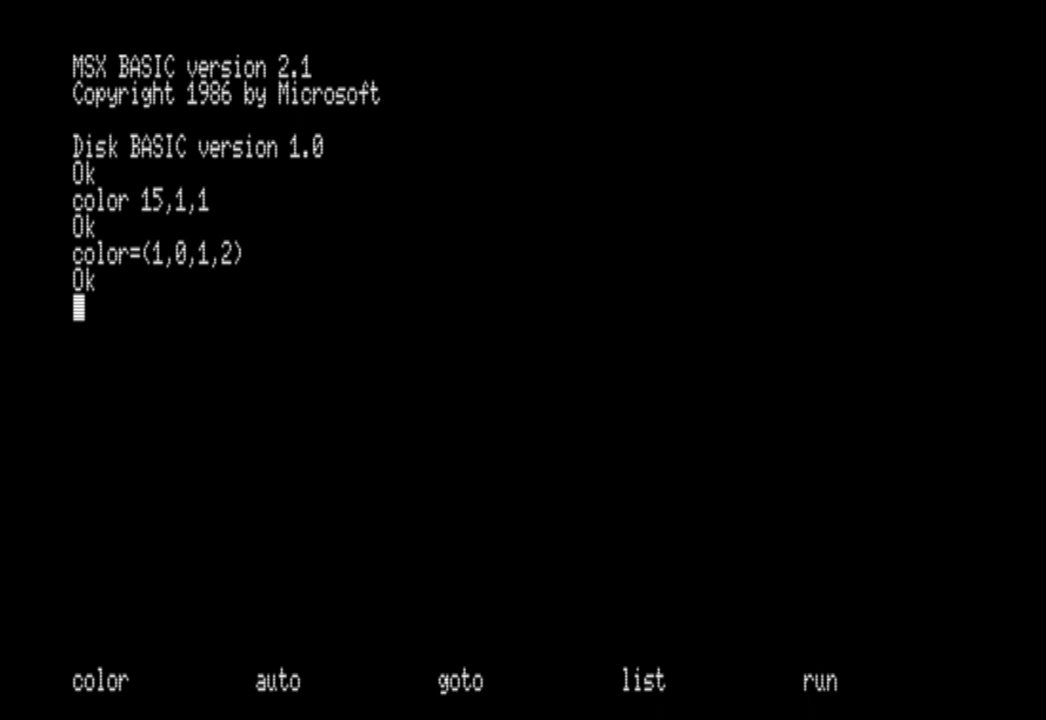 MSX BASIC version 2.1
Copyright 1986 by Microsoft
Disk BASIC version 1.0
Ok
color 15,1,1
Ok
color=(1,0,1,2)
Ok
color auto goto list run